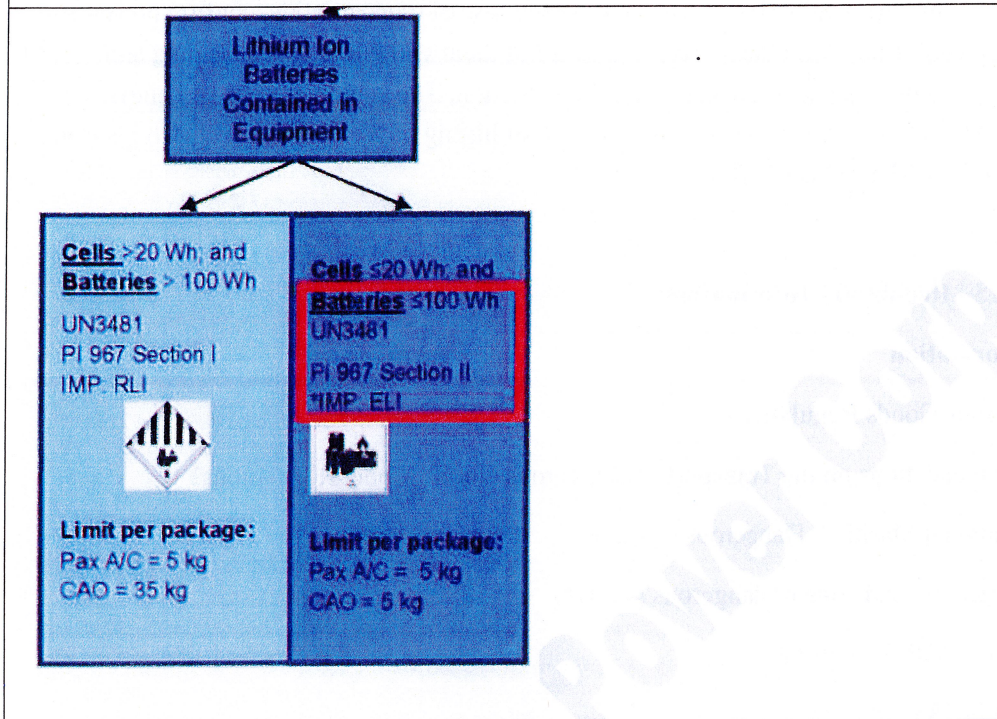 Lithium Ion
Batteries
Contained in
Equipment
Cells >20 Wh; and
Batteries > 100 Wh
UN3481
PI 967 Section I
IMP: RLI
Limit per package:
Pax A/C = 5 kg
CAO = 35 kg
Cells ≤20 Wh; and
Batteries ≤100 Wh
UN3481
PI 967 Section II
*IMP: ELI
Limit per package:
Pax A/C = 5 kg
CAO = 5 kg
Power Corp